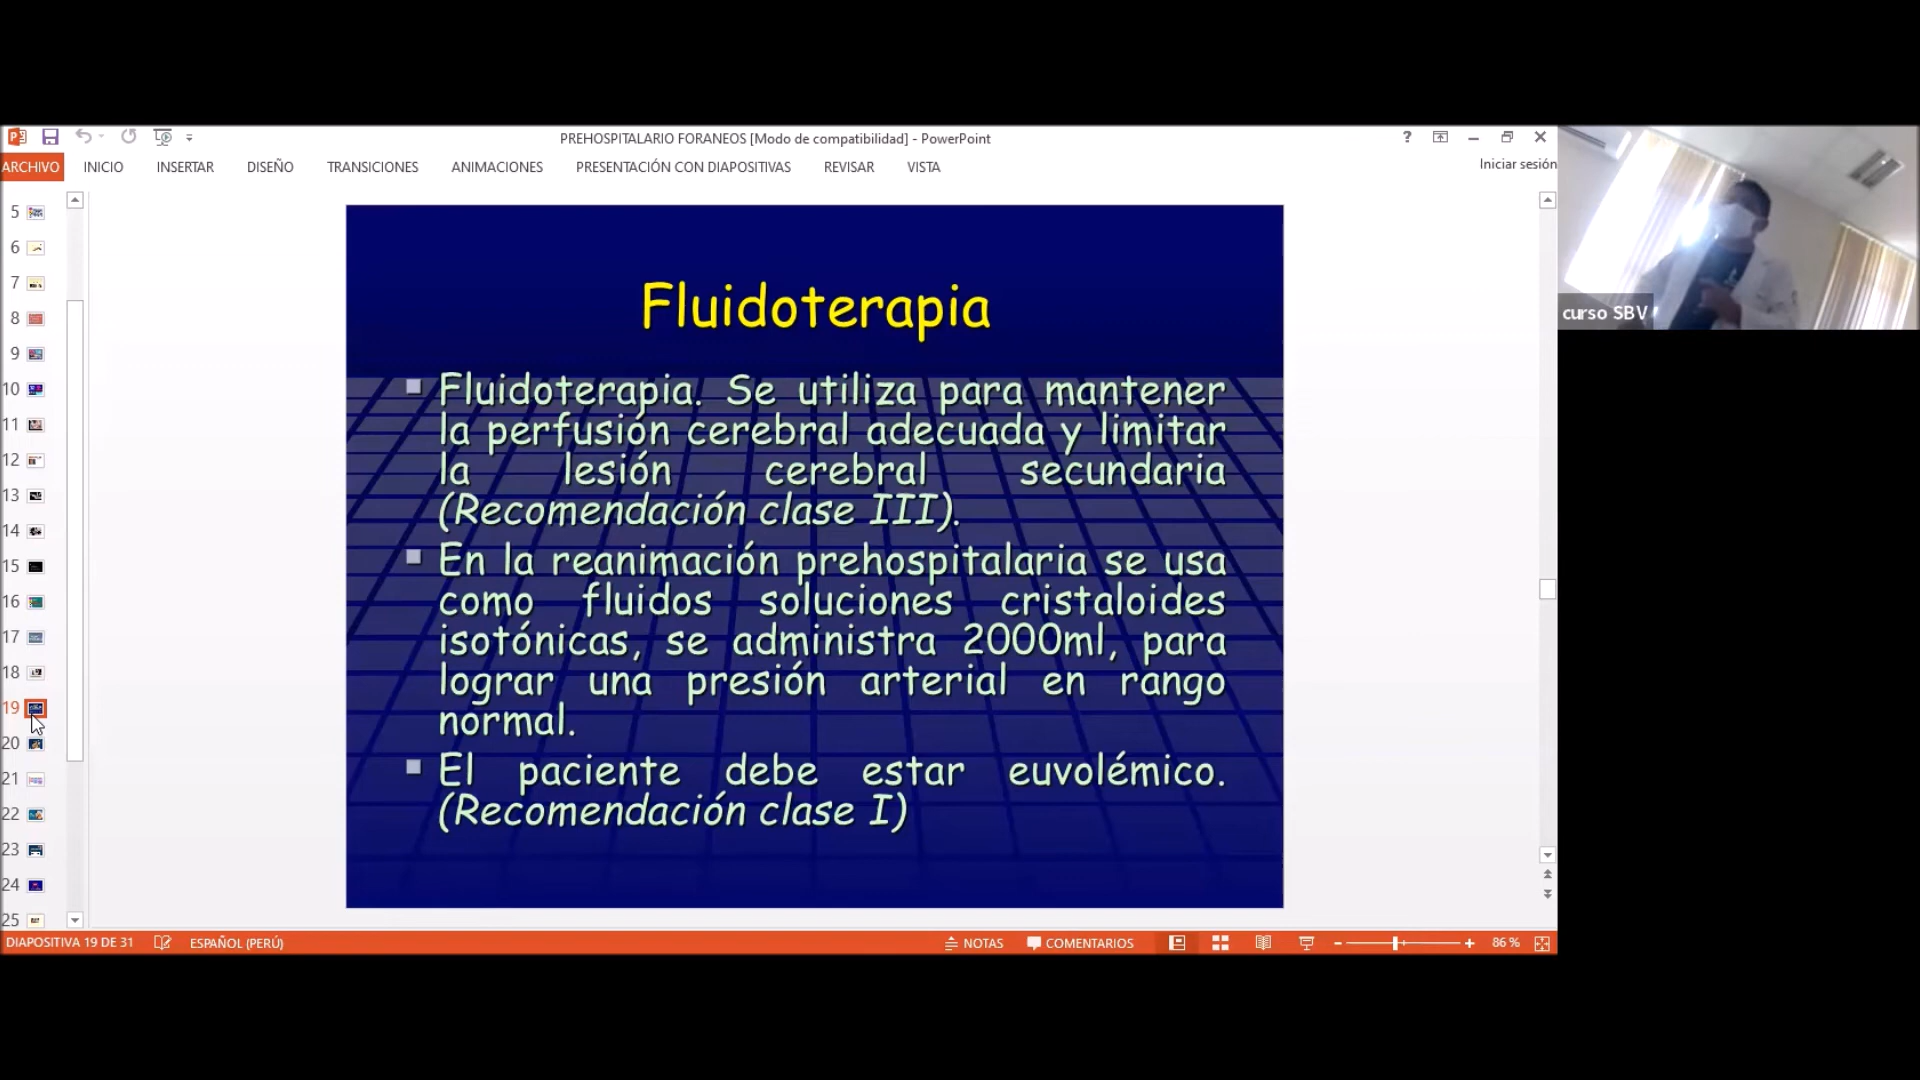 PREHOSPITALARIO FORANEOS [Modo de compatibilidad] - PowerPoint
?
ARCHIVO INICIO INSERTAR DISEÑO TRANSICIONES ANIMACIONES PRESENTACIÓN CON DIAPOSITIVAS REVISAR VISTA Iniciar sesión
5
6
7
8
9
10
11
12
13
14
15
16
17
18
19
20
21
22
23
24
25
Fluidoterapia
Fluidoterapia. Se utiliza para mantener
la perfusión cerebral adecuada y limitar
la lesión cerebral secundaria
(Recomendación clase III).
En la reanimación prehospitalaria se usa
como fluidos soluciones cristaloides
isotónicas, se administra 2000ml, para
lograr una presión arterial en rango
normal.
El paciente debe estar euvolémico.
(Recomendación clase I)
curso SBV
DIAPOSITIVA 19 DE 31 ESPAÑOL (PERÚ) NOTAS COMENTARIOS 86 %